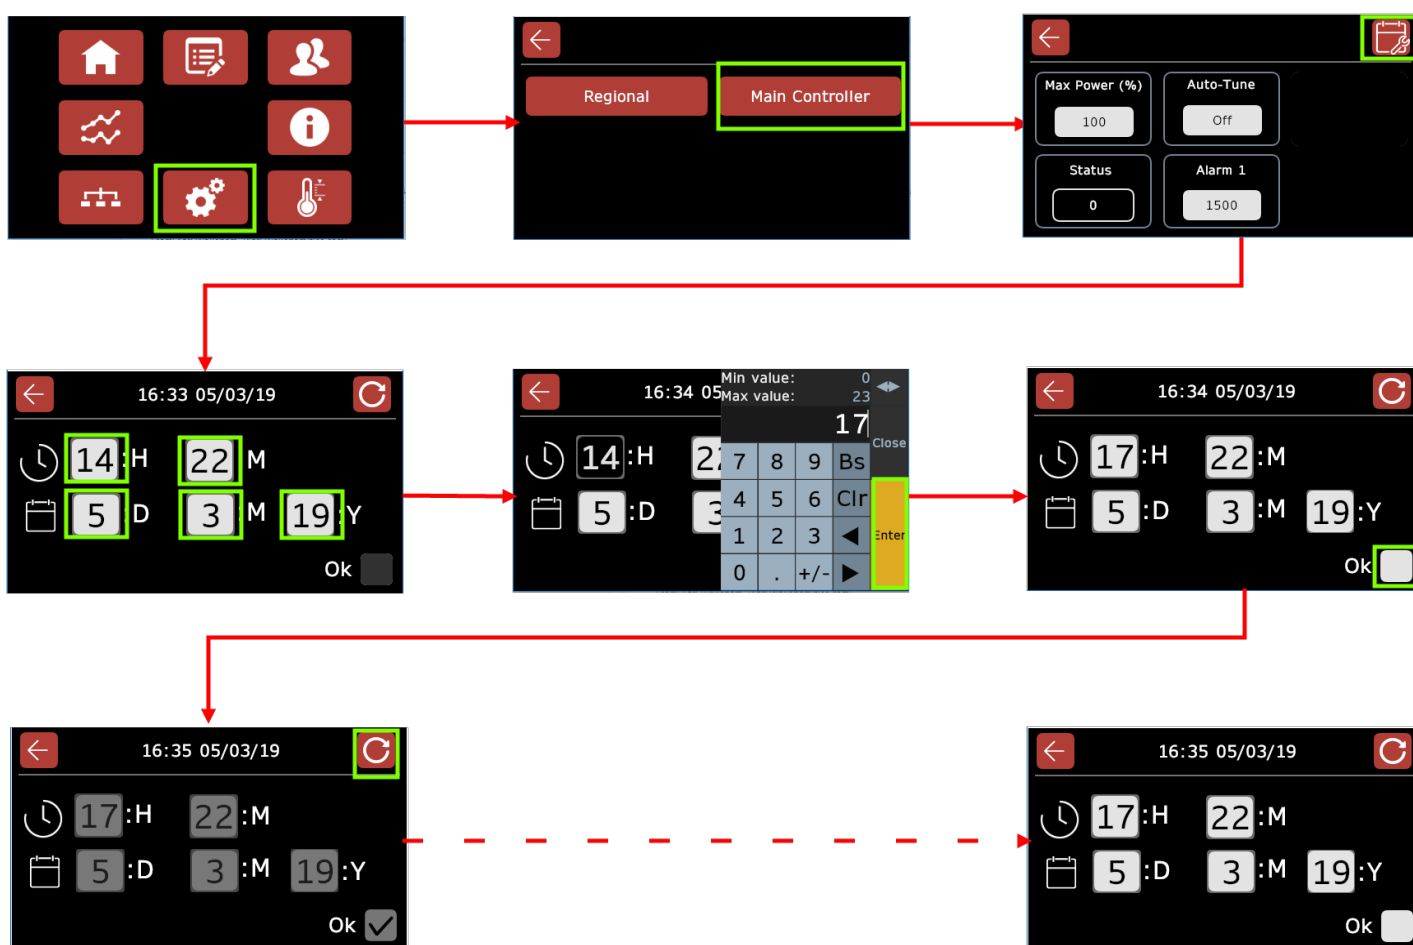 Regional
Main Controller
Max Power (%)
Auto-Tune
100
Off
Status
Alarm 1
0
1500
16:33 05/03/19
14 :H 22 :M
5 :D 3 :M 19 :Y
Ok
16:34 05
14 :H 22
5 :D 3
Min value: 0
Max value: 23
17
Close
7 8 9 Bs
4 5 6 Clr
1 2 3
Enter
0 . +/-
16:34 05/03/19
17 :H 22 :M
5 :D 3 :M 19 :Y
Ok
16:35 05/03/19
17 :H 22 :M
5 :D 3 :M 19 :Y
Ok
16:35 05/03/19
17 :H 22 :M
5 :D 3 :M 19 :Y
Ok